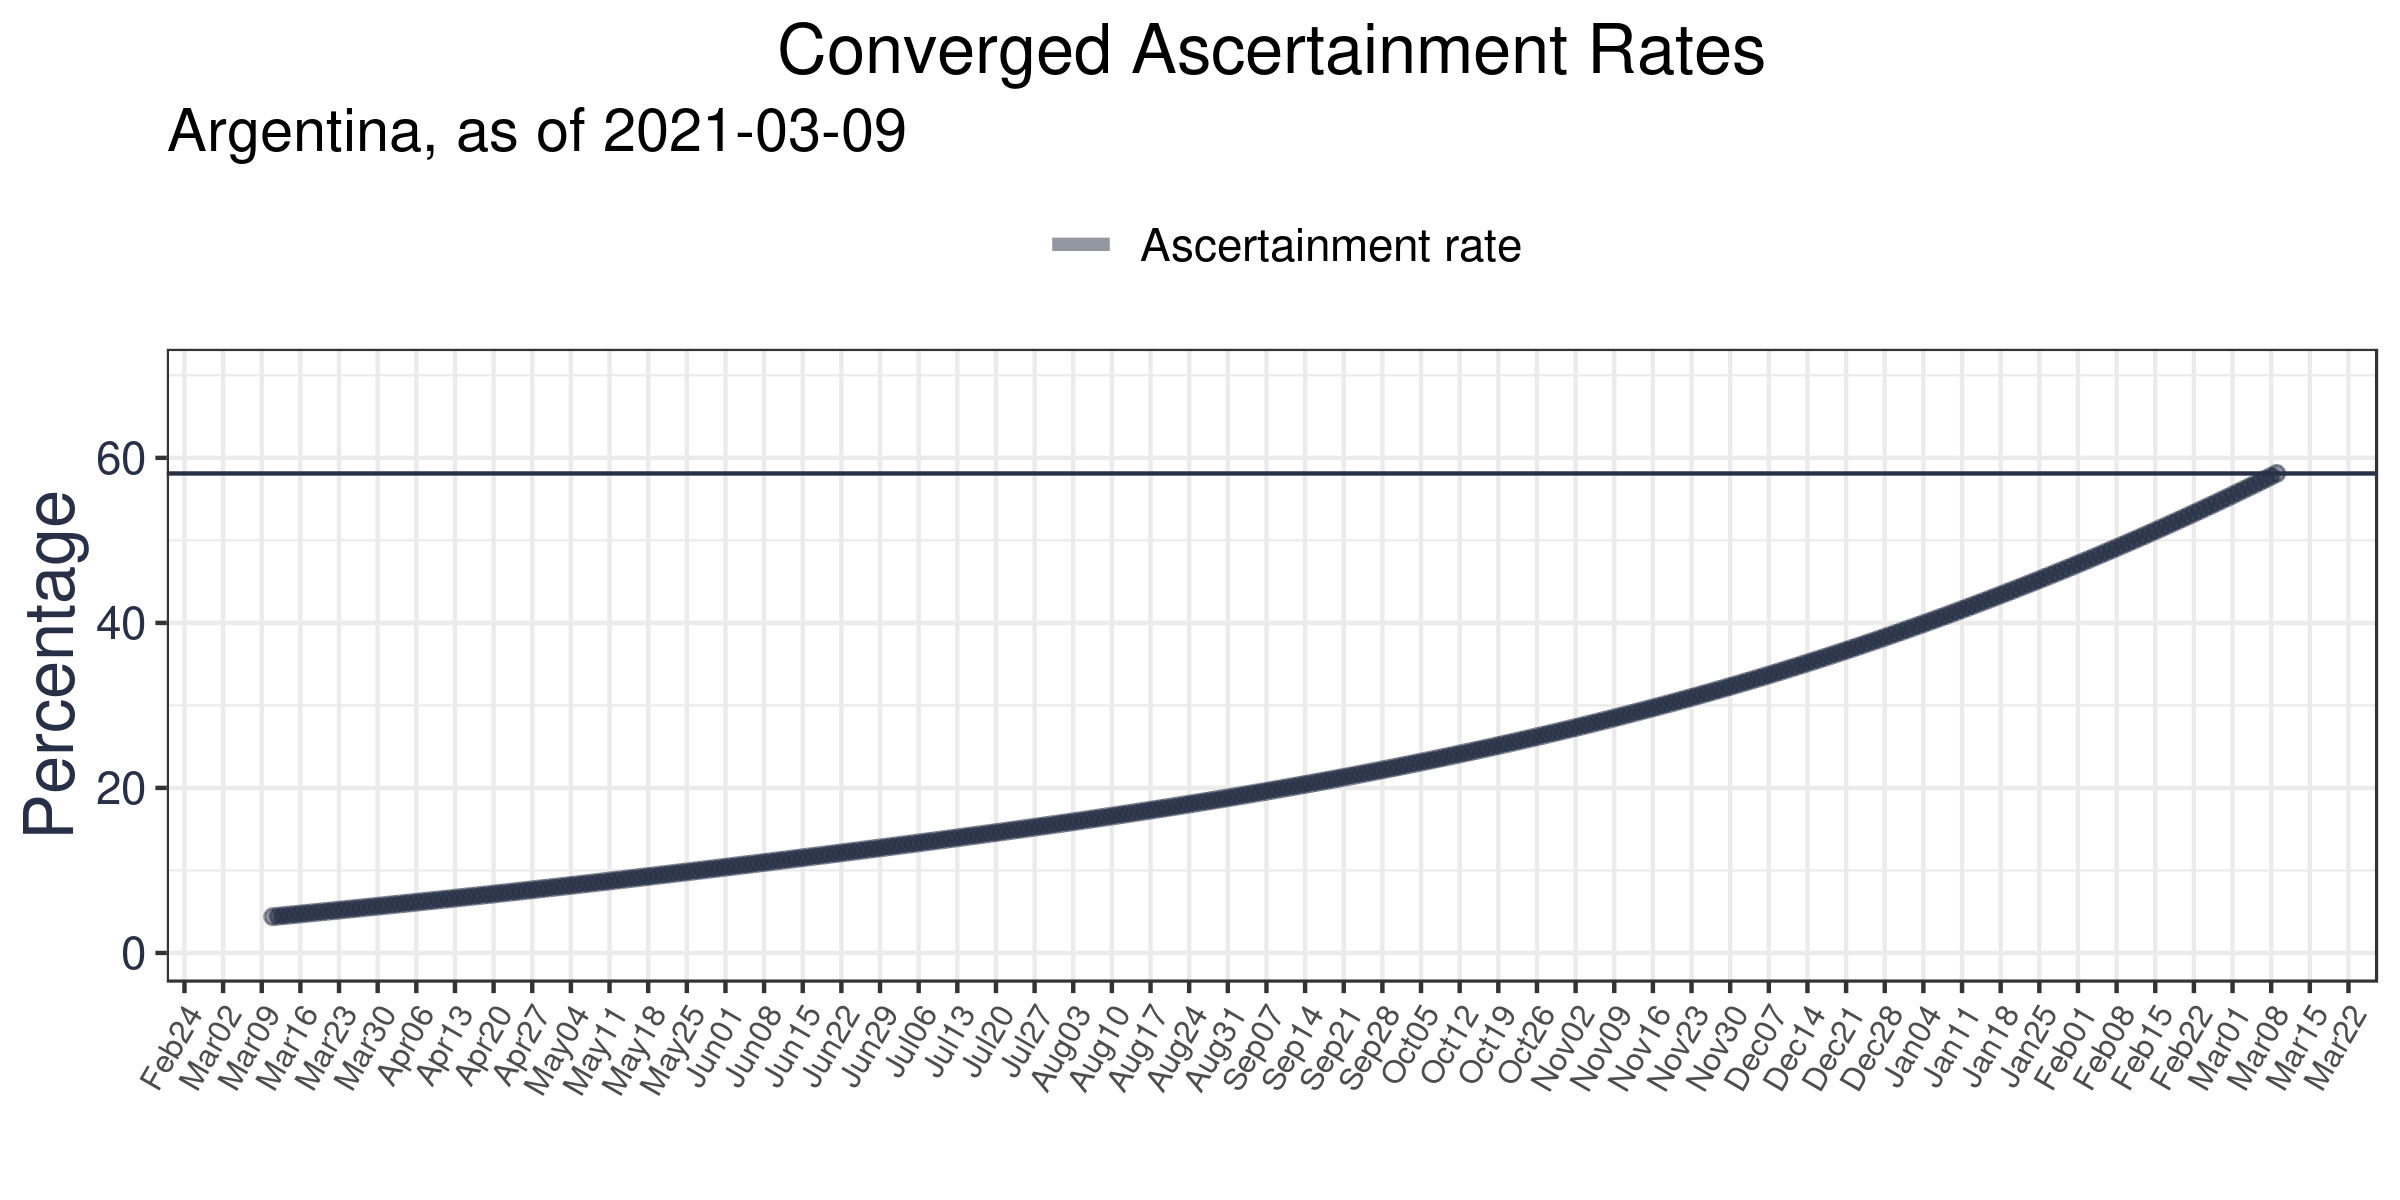 Converged Ascertainment Rates
Argentina, as of 2021-03-09
Ascertainment rate
Percentage
60
40
20
0
Feb24 Mar02 Mar09 Mar16 Mar23 Mar30 Apr06 Apr13 Apr20 Apr27 May04 May11 May18 May25 Jun01 Jun08 Jun15 Jun22 Jun29 Jul06 Jul13 Jul20 Jul27 Aug03 Aug10 Aug17 Aug24 Aug31 Sep07 Sep14 Sep21 Sep28 Oct05 Oct12 Oct19 Oct26 Nov02 Nov09 Nov16 Nov23 Nov30 Dec07 Dec14 Dec21 Dec28 Jan04 Jan11 Jan18 Jan25 Feb01 Feb08 Feb15 Feb22 Mar01 Mar08 Mar15 Mar22